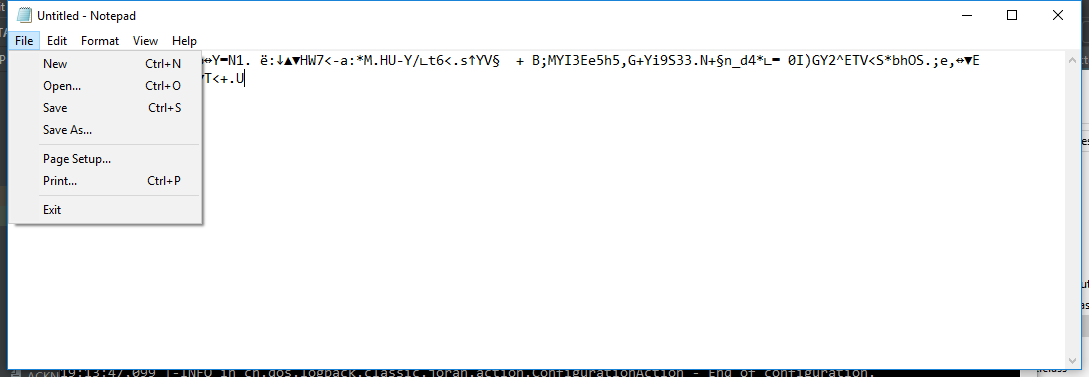 Untitled - Notepad
File Edit Format View Help
New Ctrl+N
Open... Ctrl+O
Save Ctrl+S
Save As...
Page Setup...
Print... Ctrl+P
Exit
↔Y▬N1. ë:↓▲▼HW7<-a:*M.HU-Y/∟t6<.s↑YV§ + B;MYI3Ee5h5,G+Yi9S33.N+§n_d4*∟▬ 0I)GY2^ETV<S*bhOS.;e,↔▼E
T<+.U
19:13:47.099 |-INFO in ch.qos.logback.classic.joran.action.ConfigurationAction - End of configuration.